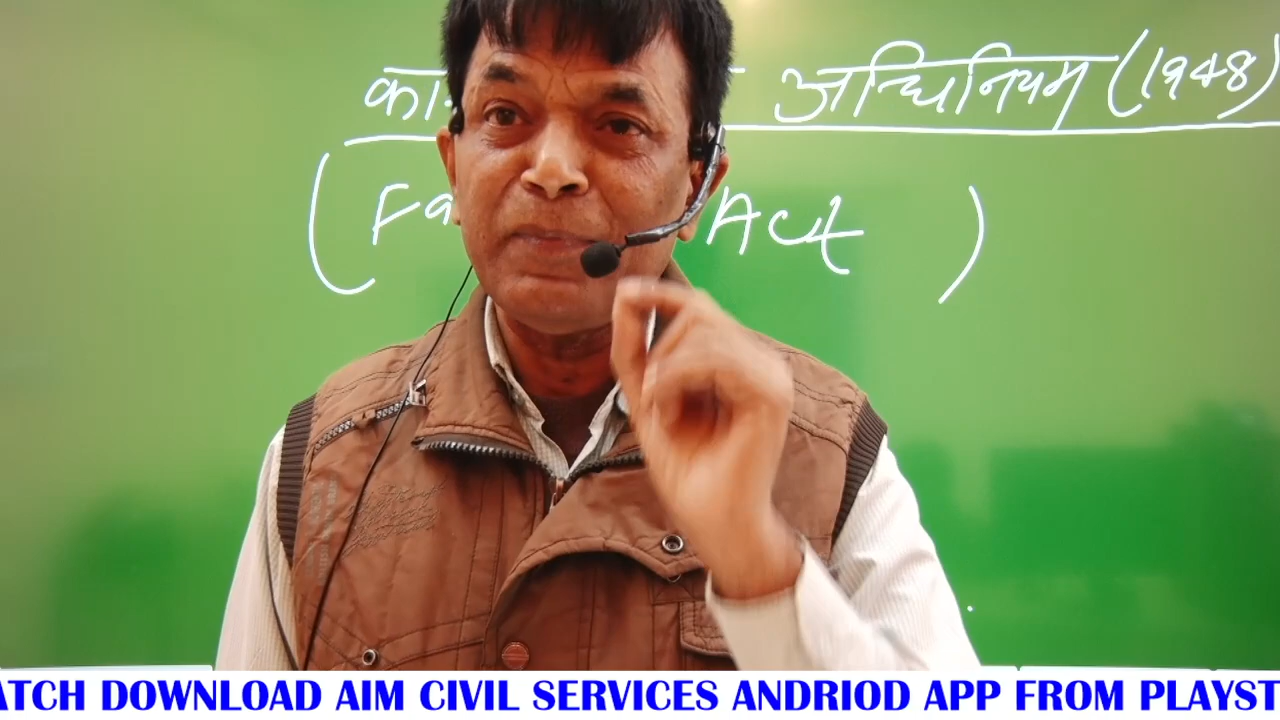 अधिनियम (1948)
( Act )
ATCH DOWNLOAD AIM CIVIL SERVICES ANDRIOD APP FROM PLAYST